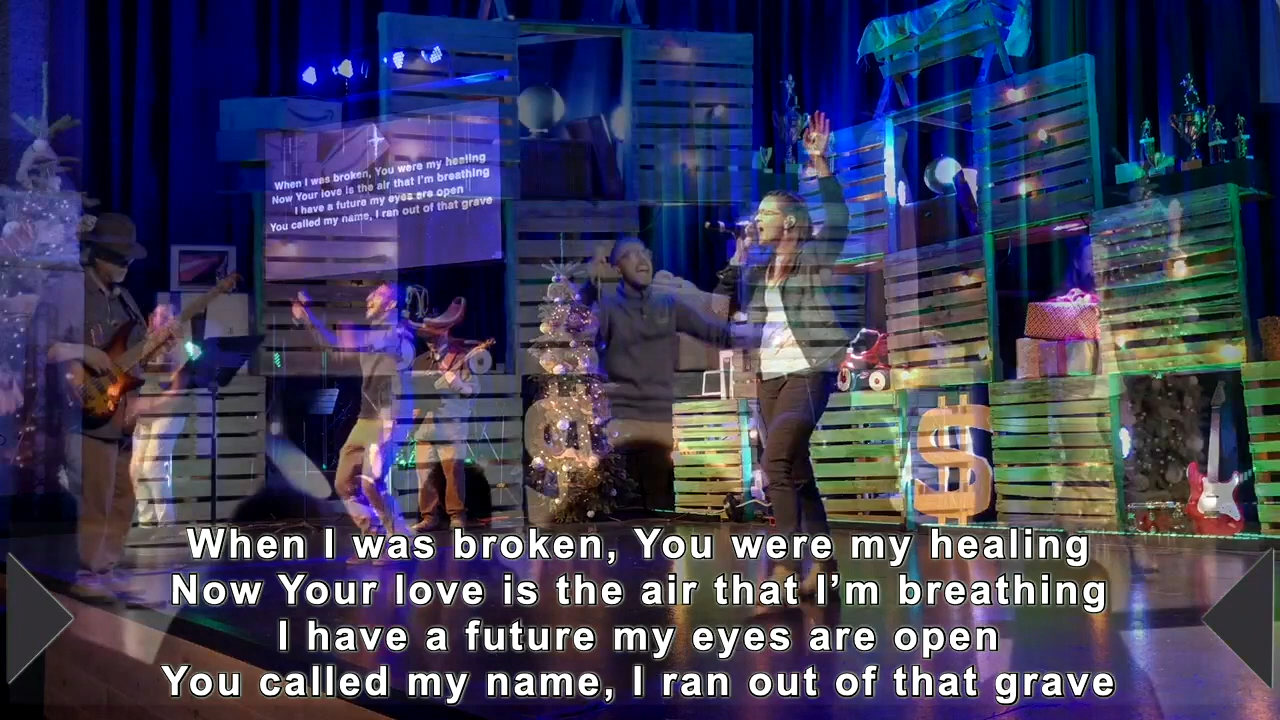 When I was broken, You were my healing
Now Your love is the air that I'm breathing
I have a future my eyes are open
You called my name, I ran out of that grave
$
When I was broken, You were my healing
Now Your love is the air that I’m breathing
I have a future my eyes are open
You called my name, I ran out of that grave